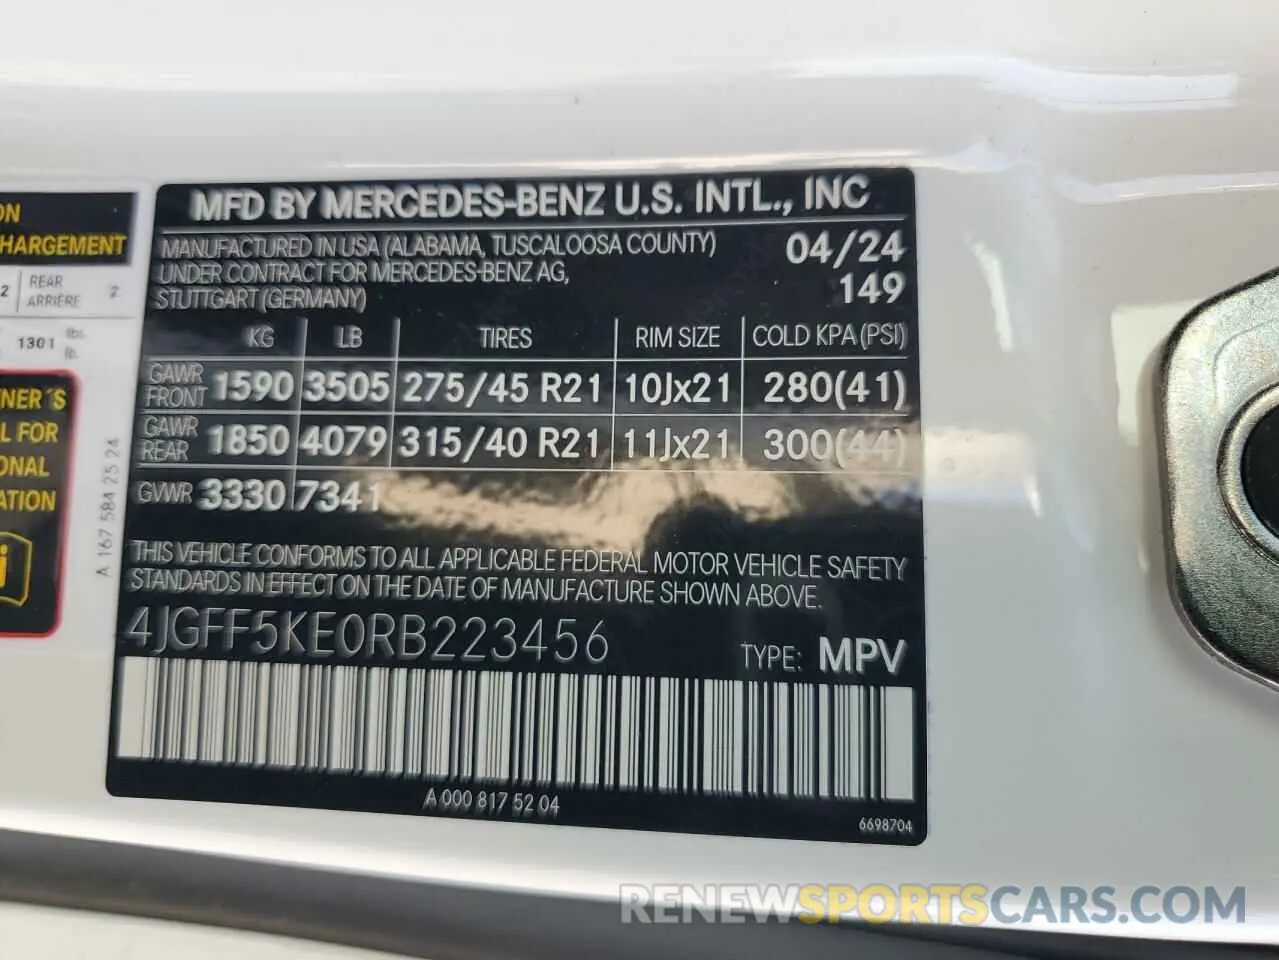 ON
HARGEMENT
2 REAR ARRIÈRE 2
1301 lbs. lb.
NER´S
L FOR
ONAL
ATION
A 167 584 25 24
MFD BY MERCEDES-BENZ U.S. INTL., INC
MANUFACTURED IN USA (ALABAMA, TUSCALOOSA COUNTY) 04/24
UNDER CONTRACT FOR MERCEDES-BENZ AG, 149
STUTTGART (GERMANY)
KG LB TIRES RIM SIZE COLD KPA (PSI)
GAWR FRONT 1590 3505 275/45 R21 10Jx21 280(41)
GAWR REAR 1850 4079 315/40 R21 11Jx21 300(44)
GVWR 3330 7341
THIS VEHICLE CONFORMS TO ALL APPLICABLE FEDERAL MOTOR VEHICLE SAFETY
STANDARDS IN EFFECT ON THE DATE OF MANUFACTURE SHOWN ABOVE.
4JGFF5KE0RB223456
TYPE: MPV
A 000 817 52 04
6698704
RENEWSPORTSCARS.COM